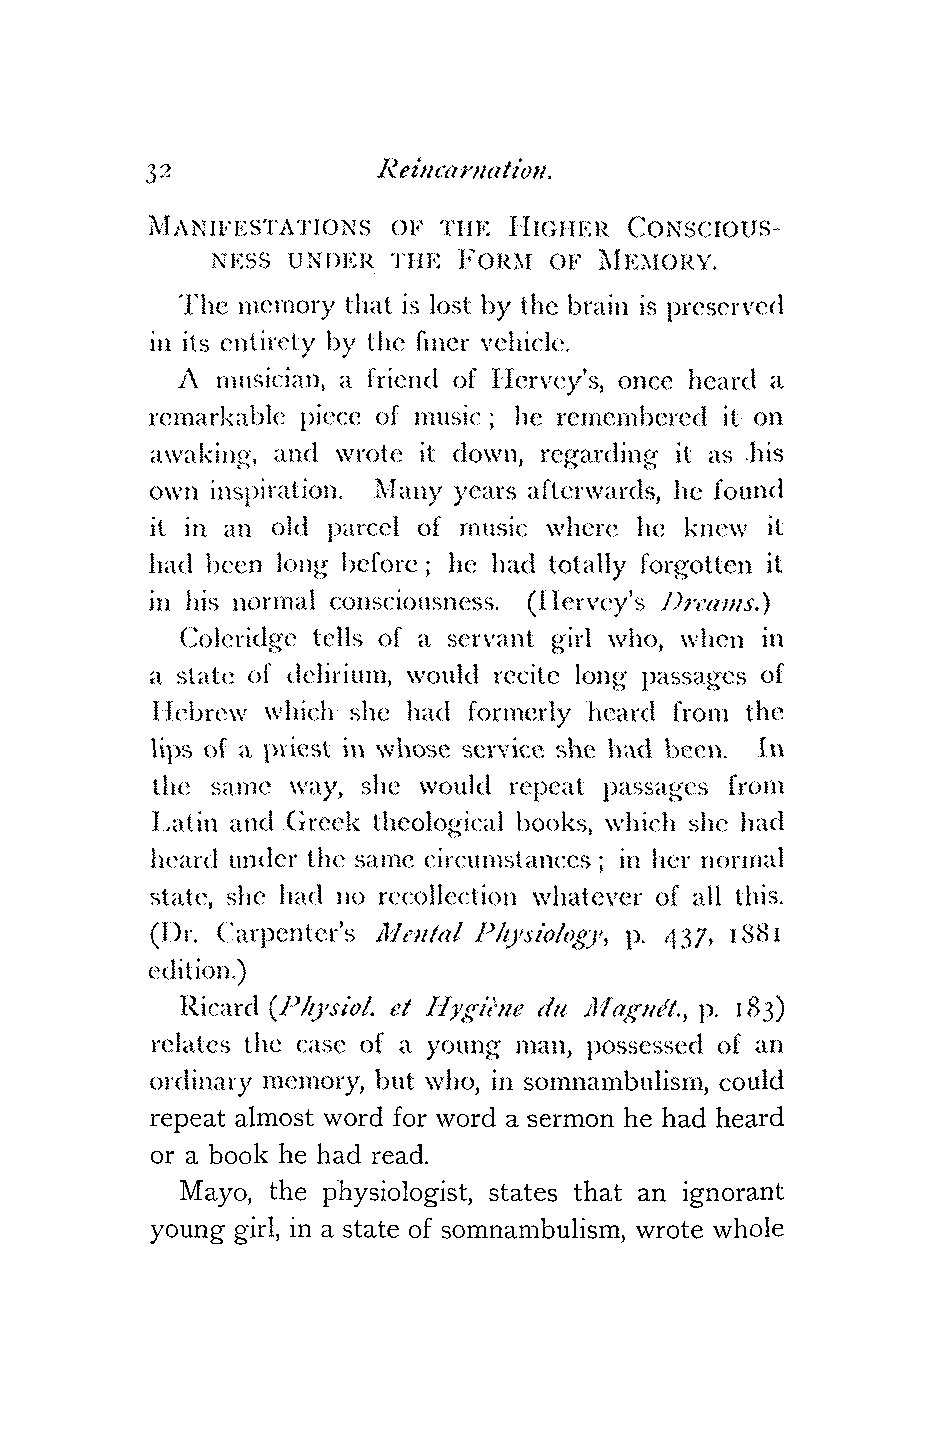 32 Reincarnation.
MANIFESTATIONS OF THE HIGHER CONSCIOUS-
NESS UNDER THE FORM OF MEMORY.
The memory that is lost by the brain is preserved
in its entirety by the finer vehicle.
A musician, a friend of Hervey's, once heard a
remarkable piece of music; he remembered it on
awaking, and wrote it down, regarding it as his
own inspiration. Many years afterwards, he found
it in an old parcel of music where he knew it
had been long before; he had totally forgotten it
in his normal consciousness. (Hervey's Dreams.)
Coleridge tells of a servant girl who, when in
a state of delirium, would recite long passages of
Hebrew which she had formerly heard from the
lips of a priest in whose service she had been. In
the same way, she would repeat passages from
Latin and Greek theological books, which she had
heard under the same circumstances; in her normal
state, she had no recollection whatever of all this.
(Dr. Carpenter's Mental Physiology, p. 437, 1881
edition.)
Ricard (Physiol. et Hygiène du Magnét., p. 183)
relates the case of a young man, possessed of an
ordinary memory, but who, in somnambulism, could
repeat almost word for word a sermon he had heard
or a book he had read.
Mayo, the physiologist, states that an ignorant
young girl, in a state of somnambulism, wrote whole